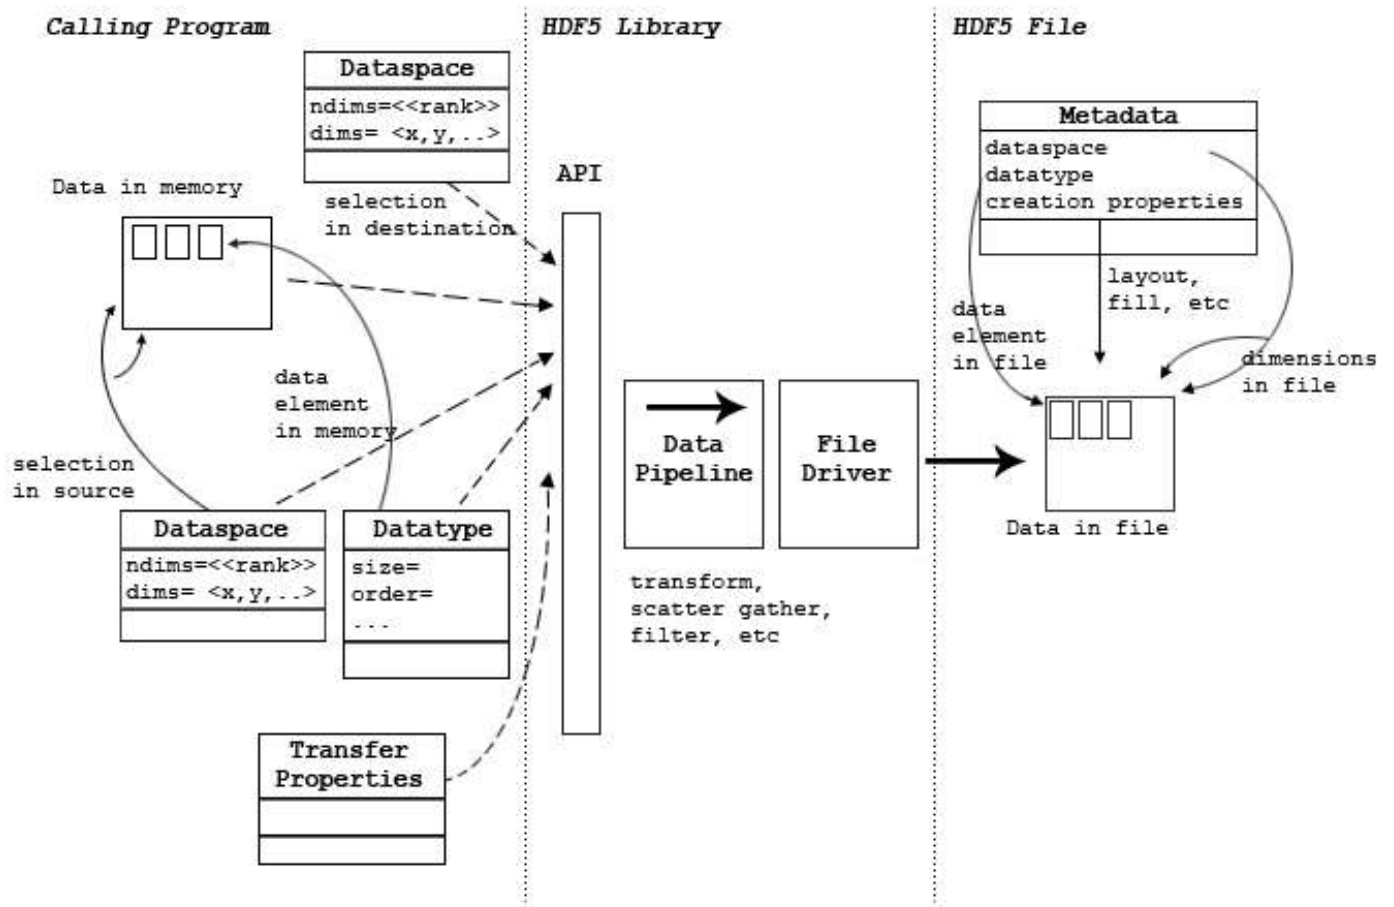 Calling Program
HDF5 Library
HDF5 File
Dataspace
ndims=<<rank>>
dims= <x,y,..>
selection
in destination
Data in memory
data
element
in memory
selection
in source
Dataspace
ndims=<<rank>>
dims= <x,y,..>
Datatype
size=
order=
...
Transfer
Properties
API
Data
Pipeline
File
Driver
transform,
scatter gather,
filter, etc
Metadata
dataspace
datatype
creation properties
layout,
fill, etc
data
element
in file
dimensions
in file
Data in file